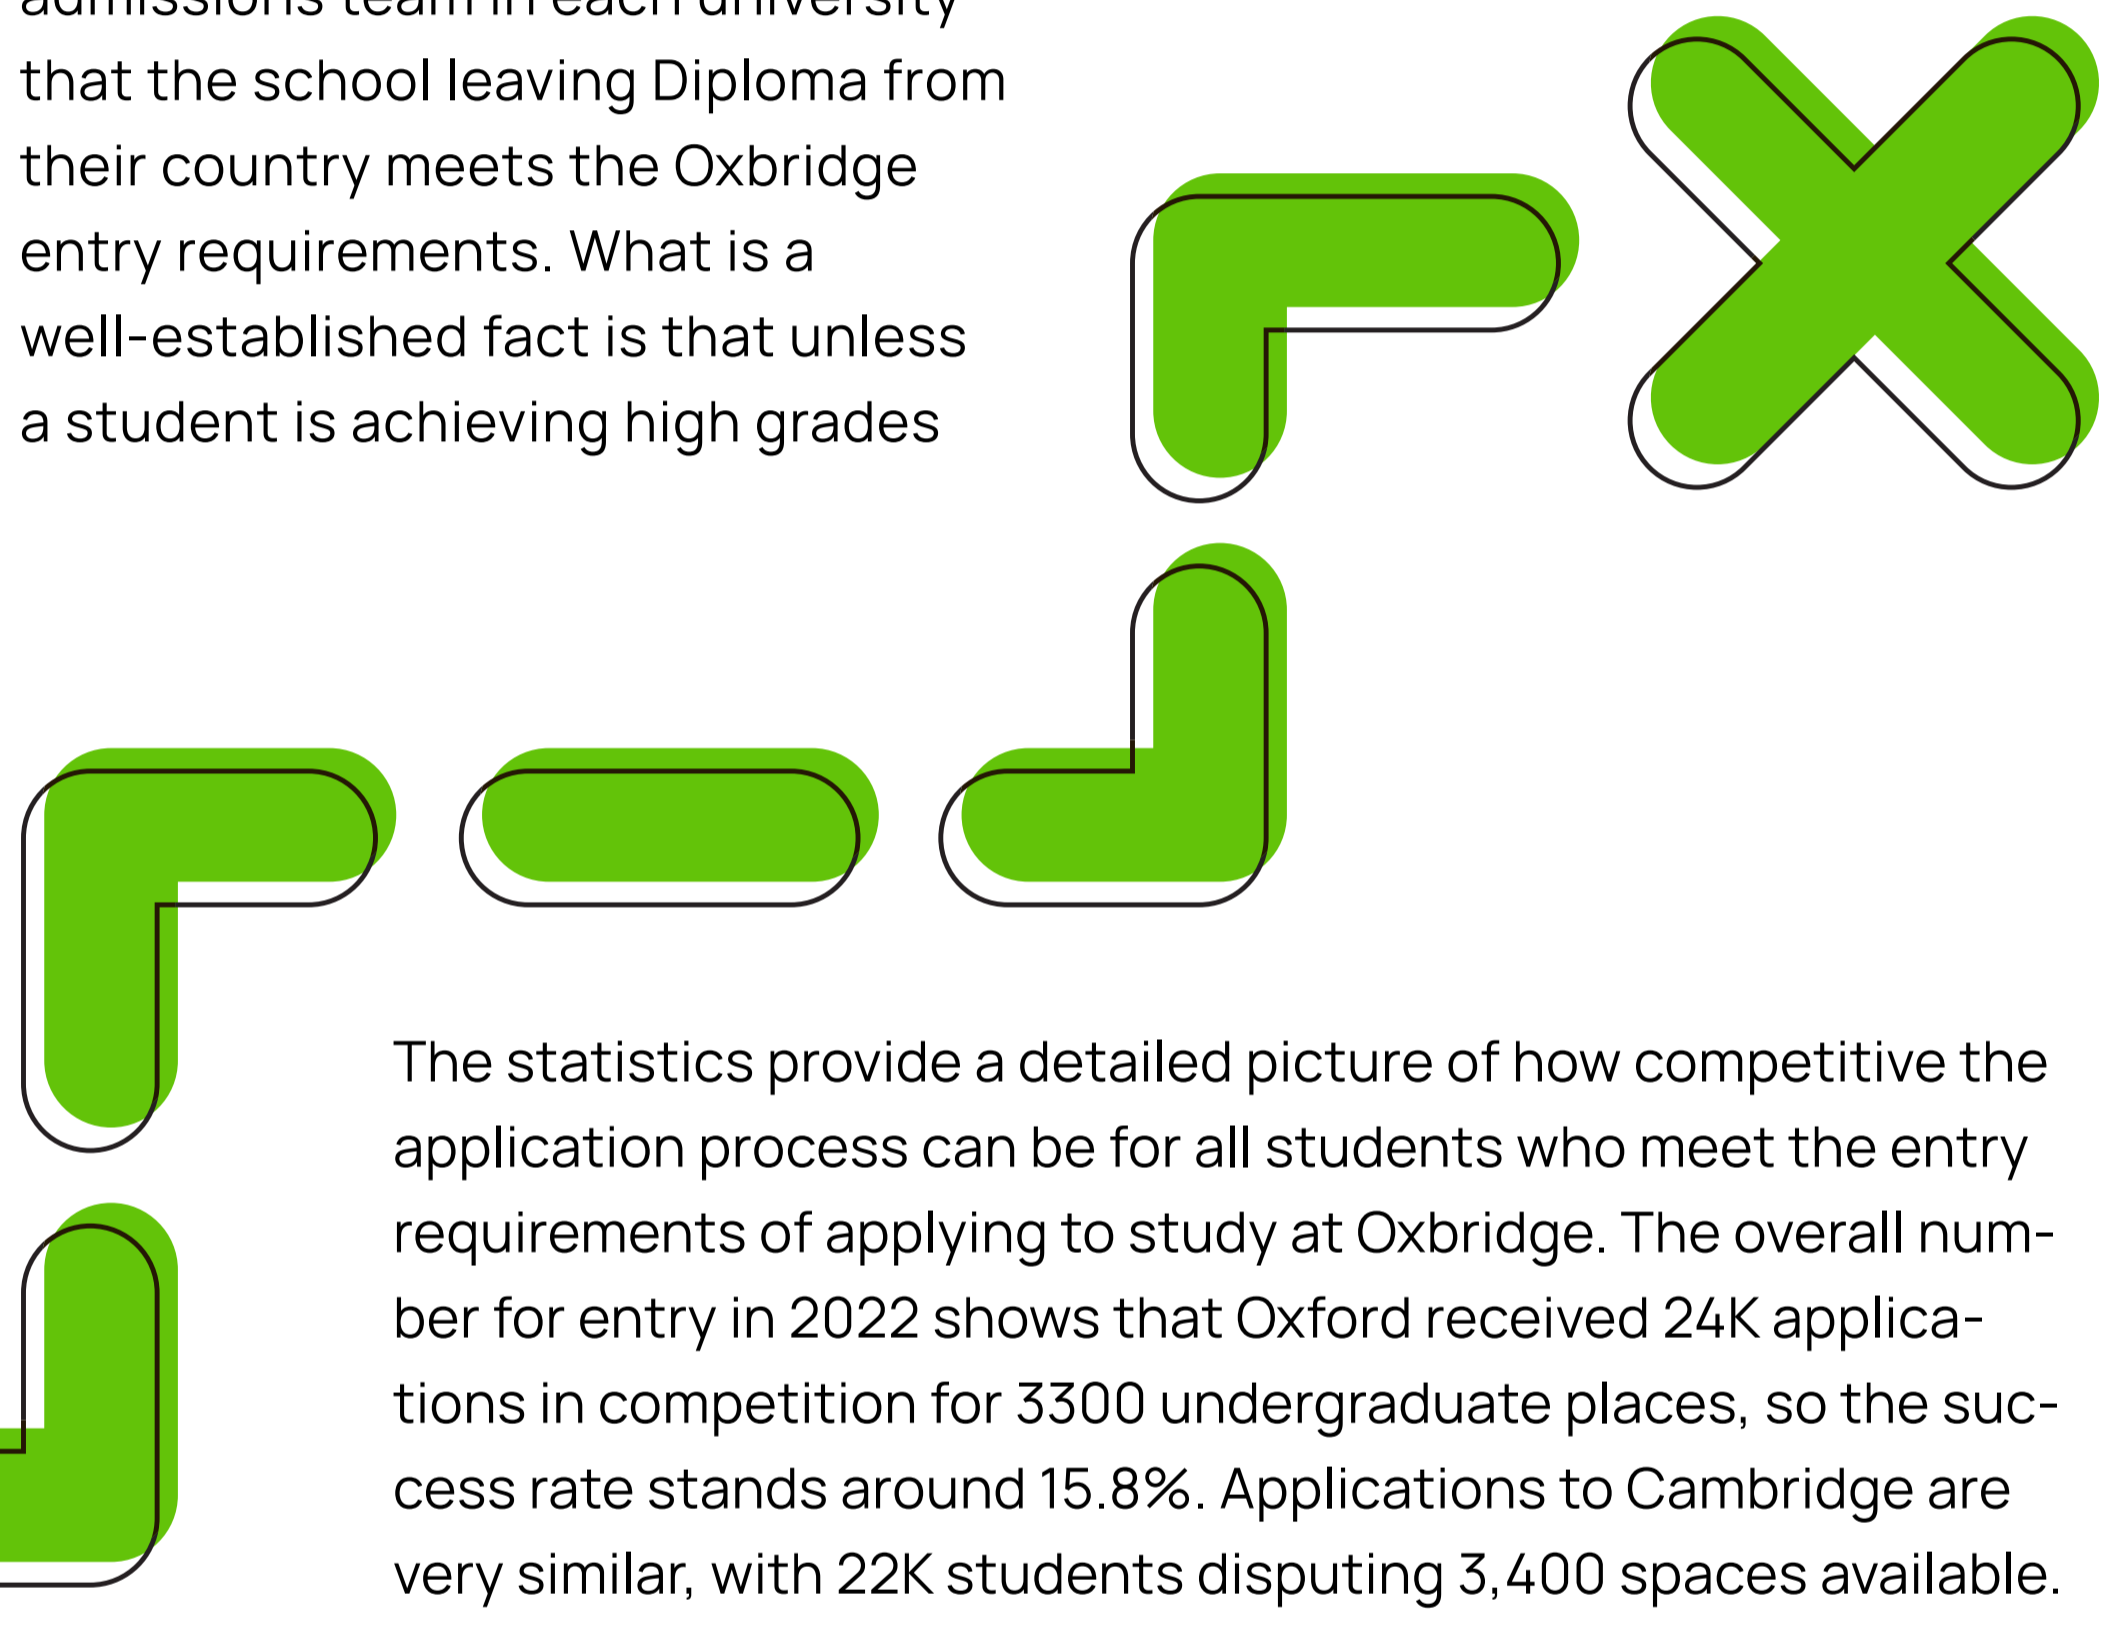 admissions team in each university
that the school leaving Diploma from
their country meets the Oxbridge
entry requirements. What is a
well-established fact is that unless
a student is achieving high grades
The statistics provide a detailed picture of how competitive the
application process can be for all students who meet the entry
requirements of applying to study at Oxbridge. The overall num-
ber for entry in 2022 shows that Oxford received 24K applica-
tions in competition for 3300 undergraduate places, so the suc-
cess rate stands around 15.8%. Applications to Cambridge are
very similar, with 22K students disputing 3,400 spaces available.